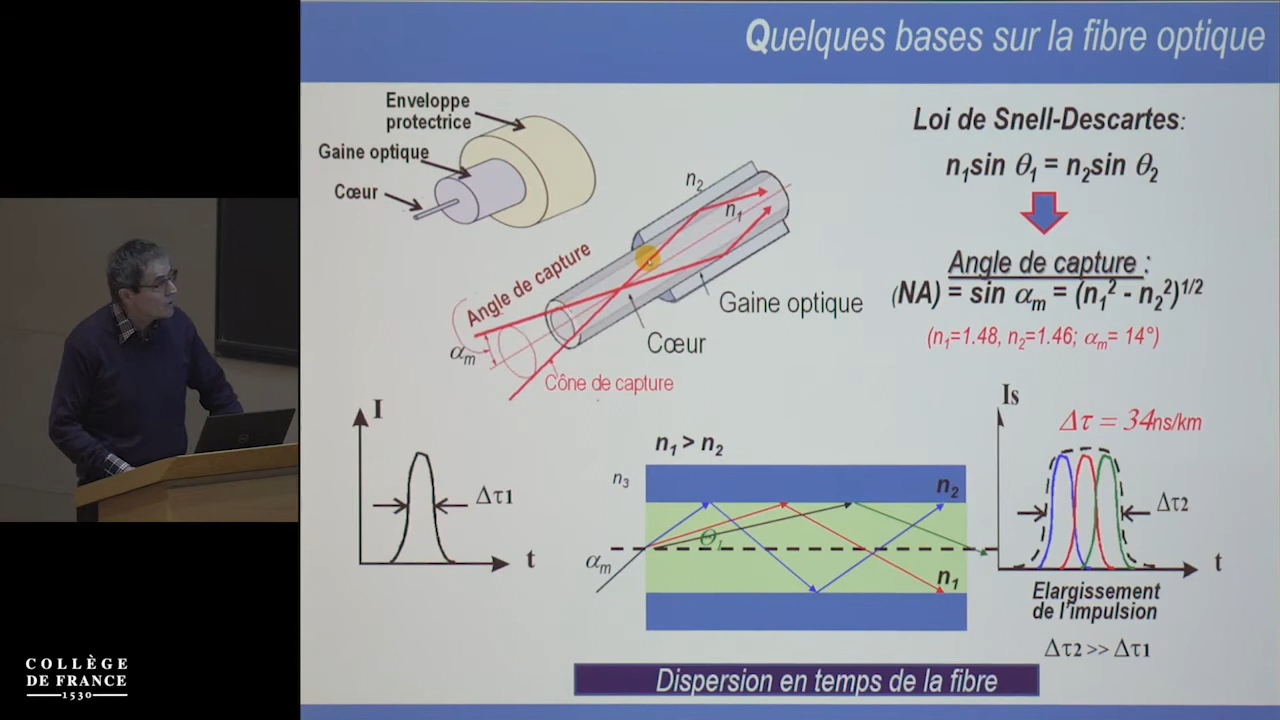 Quelques bases sur la fibre optique
Enveloppe
protectrice
Gaine optique
Cœur
n₂
n₁
Angle de capture
αm
Gaine optique
Cœur
Cône de capture
Loi de Snell-Descartes:
n₁sin θ₁ = n₂sin θ₂
Angle de capture :
(NA) = sin αm = (n₁² - n₂²)^1/2
(n₁=1.48, n₂=1.46; αm= 14°)
I
Δτ1
t
n₁ > n₂
n₃
n₂
Θ₁
αm
n₁
Is
Δτ = 34ns/km
Δτ2
t
Elargissement
de l'impulsion
Δτ2 >> Δτ1
Dispersion en temps de la fibre
COLLÈGE
DE FRANCE
1530